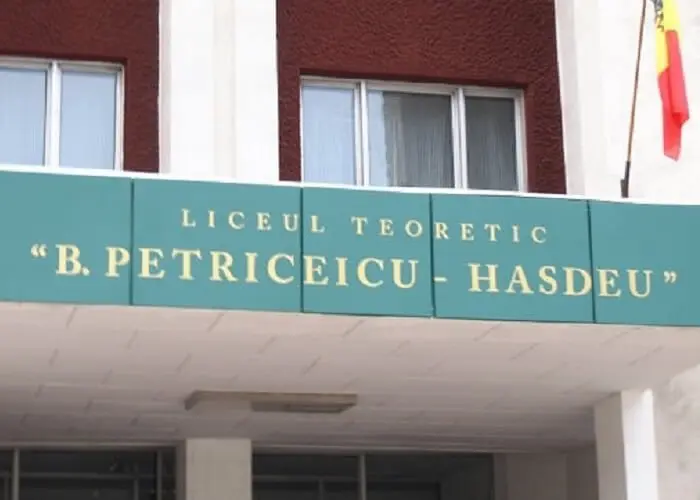 LICEUL TEORETIC
“B. PETRICEICU - HASDEU”